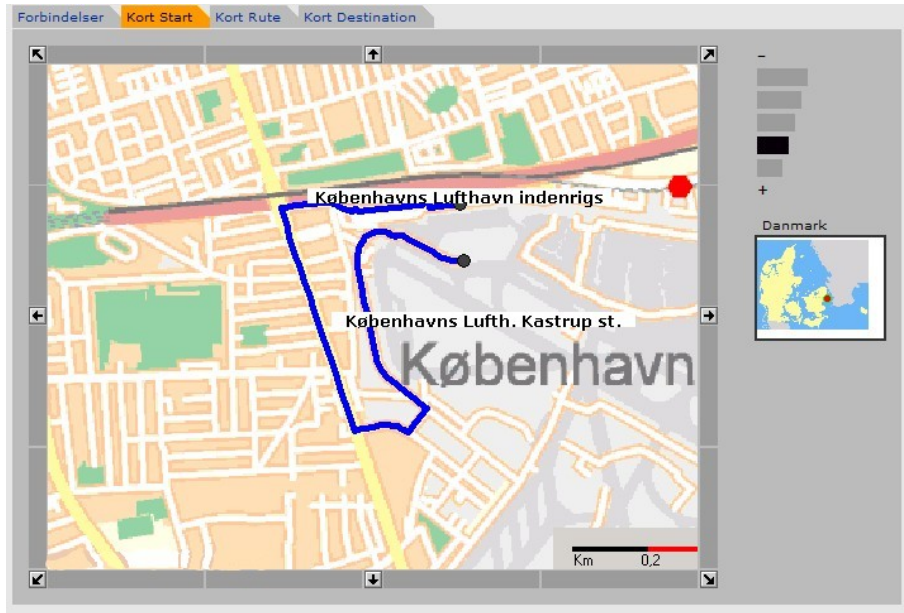 Forbindelser
Kort Start
Kort Rute
Kort Destination
-
+
Danmark
Københavns Lufthavn indenrigs
Københavns Lufth. Kastrup st.
København
Km 0,2